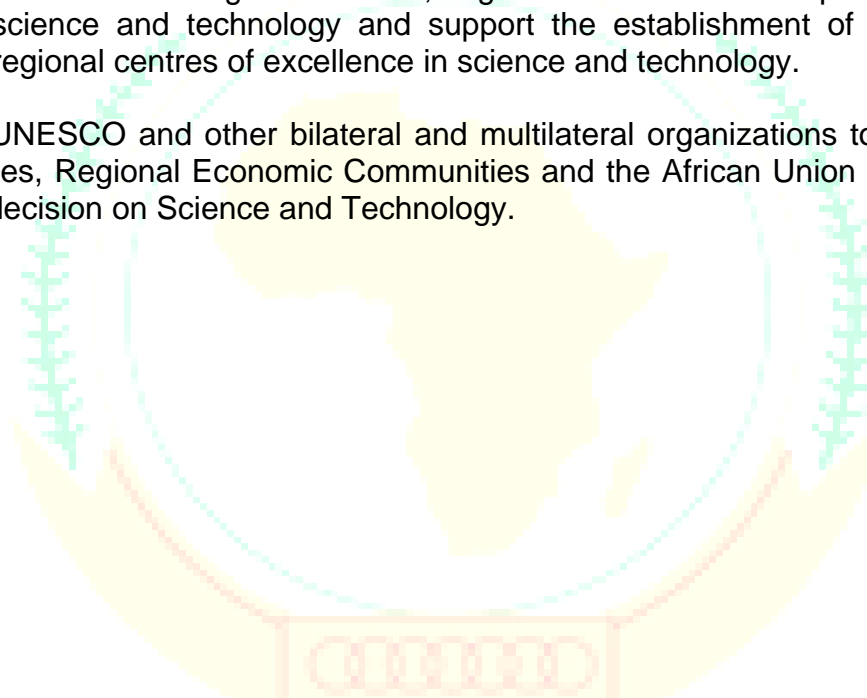 science and technology and support the establishment of
regional centres of excellence in science and technology.
UNESCO and other bilateral and multilateral organizations to
es, Regional Economic Communities and the African Union
decision on Science and Technology.